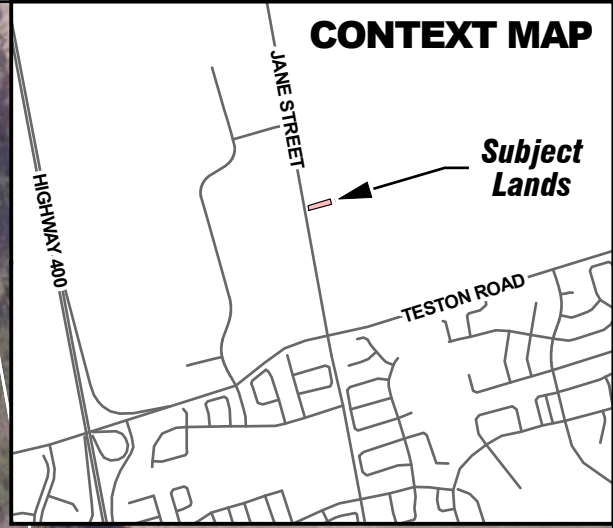 CONTEXT MAP
JANE STREET
Subject
Lands
HIGHWAY 400
TESTON ROAD